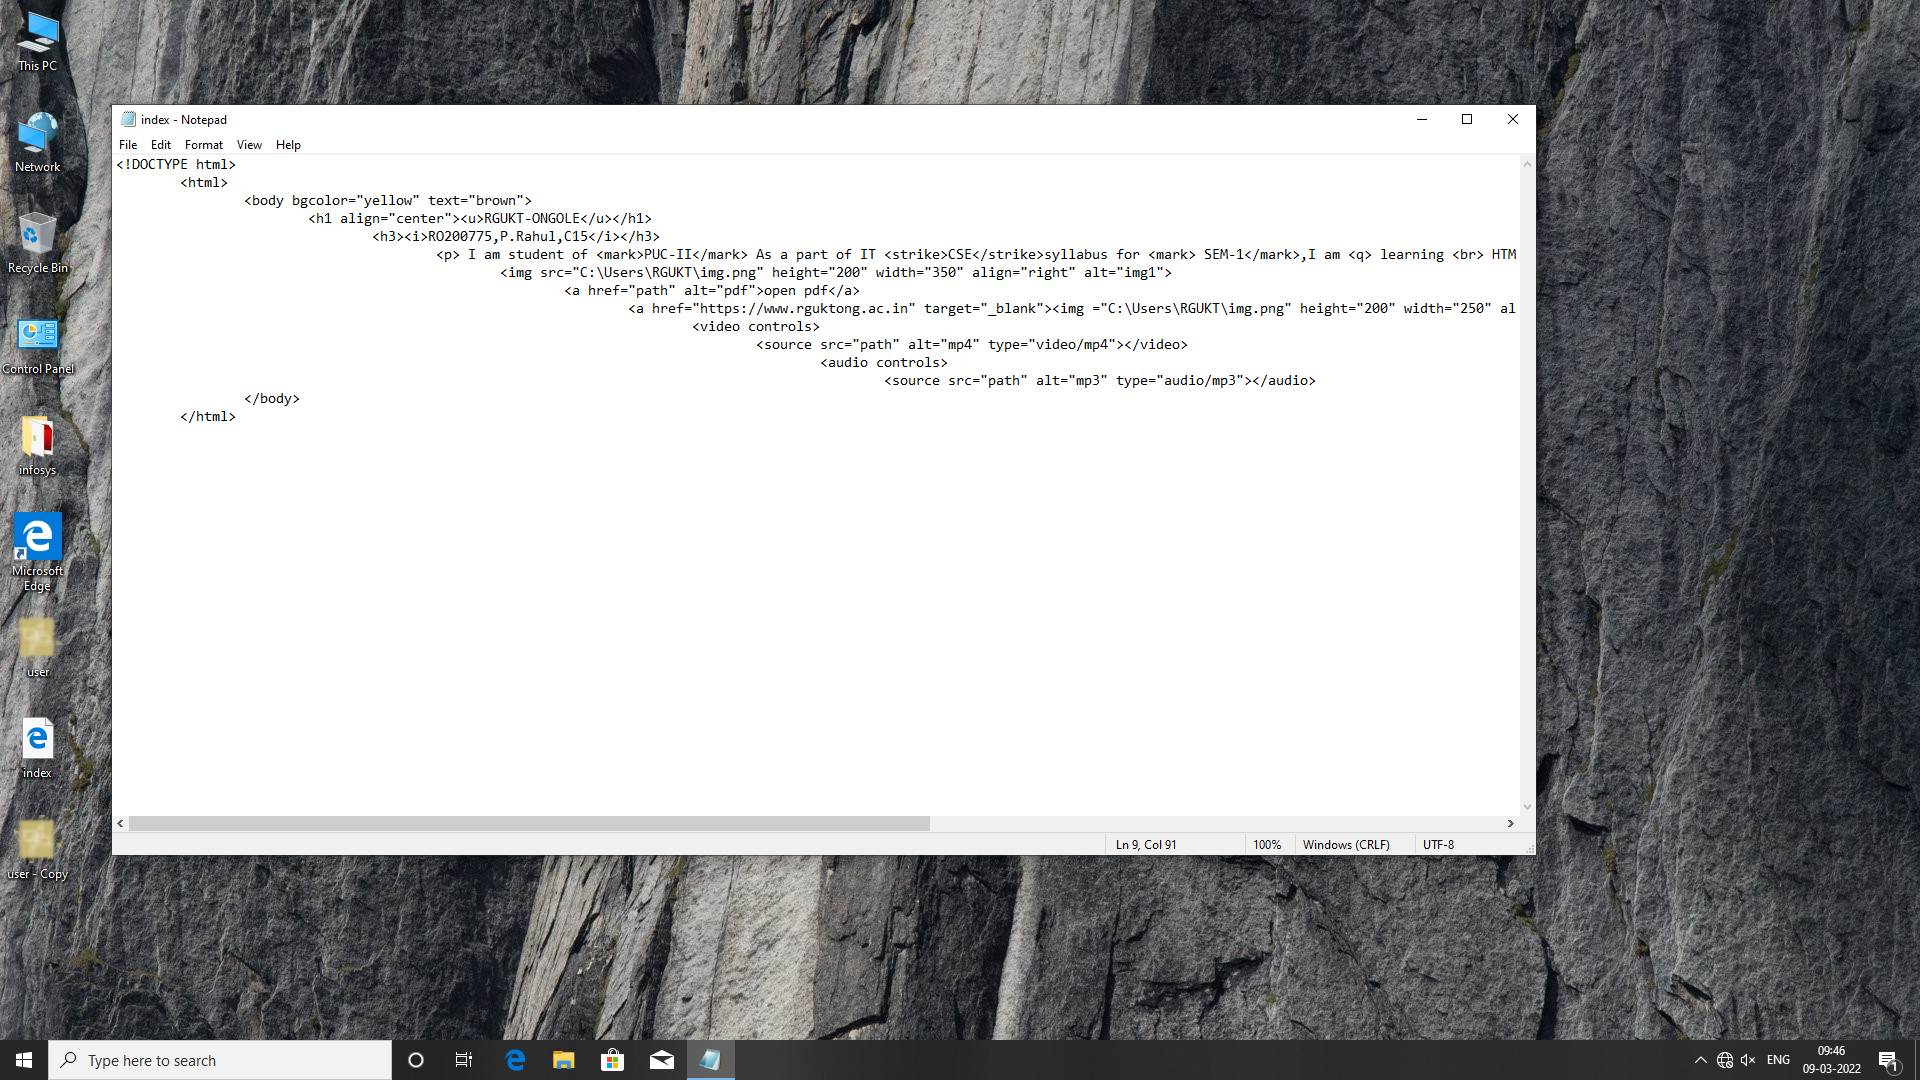 This PC
Network
Recycle Bin
Control Panel
infosys
Microsoft
Edge
user
index
user - Copy
index - Notepad
File Edit Format View Help
<!DOCTYPE html>
<html>
<body bgcolor="yellow" text="brown">
<h1 align="center"><u>RGUKT-ONGOLE</u></h1>
<h3><i>RO200775,P.Rahul,C15</i></h3>
<p> I am student of <mark>PUC-II</mark> As a part of IT <strike>CSE</strike>syllabus for <mark> SEM-1</mark>,I am <q> learning <br> HTM
<img src="C:\Users\RGUKT\img.png" height="200" width="350" align="right" alt="img1">
<a href="path" alt="pdf">open pdf</a>
<a href="https://www.rguktong.ac.in" target="_blank"><img ="C:\Users\RGUKT\img.png" height="200" width="250" al
<video controls>
<source src="path" alt="mp4" type="video/mp4"></video>
<audio controls>
<source src="path" alt="mp3" type="audio/mp3"></audio>
</body>
</html>
Ln 9, Col 91 100% Windows (CRLF) UTF-8
Type here to search
ENG
09:46
09-03-2022
1